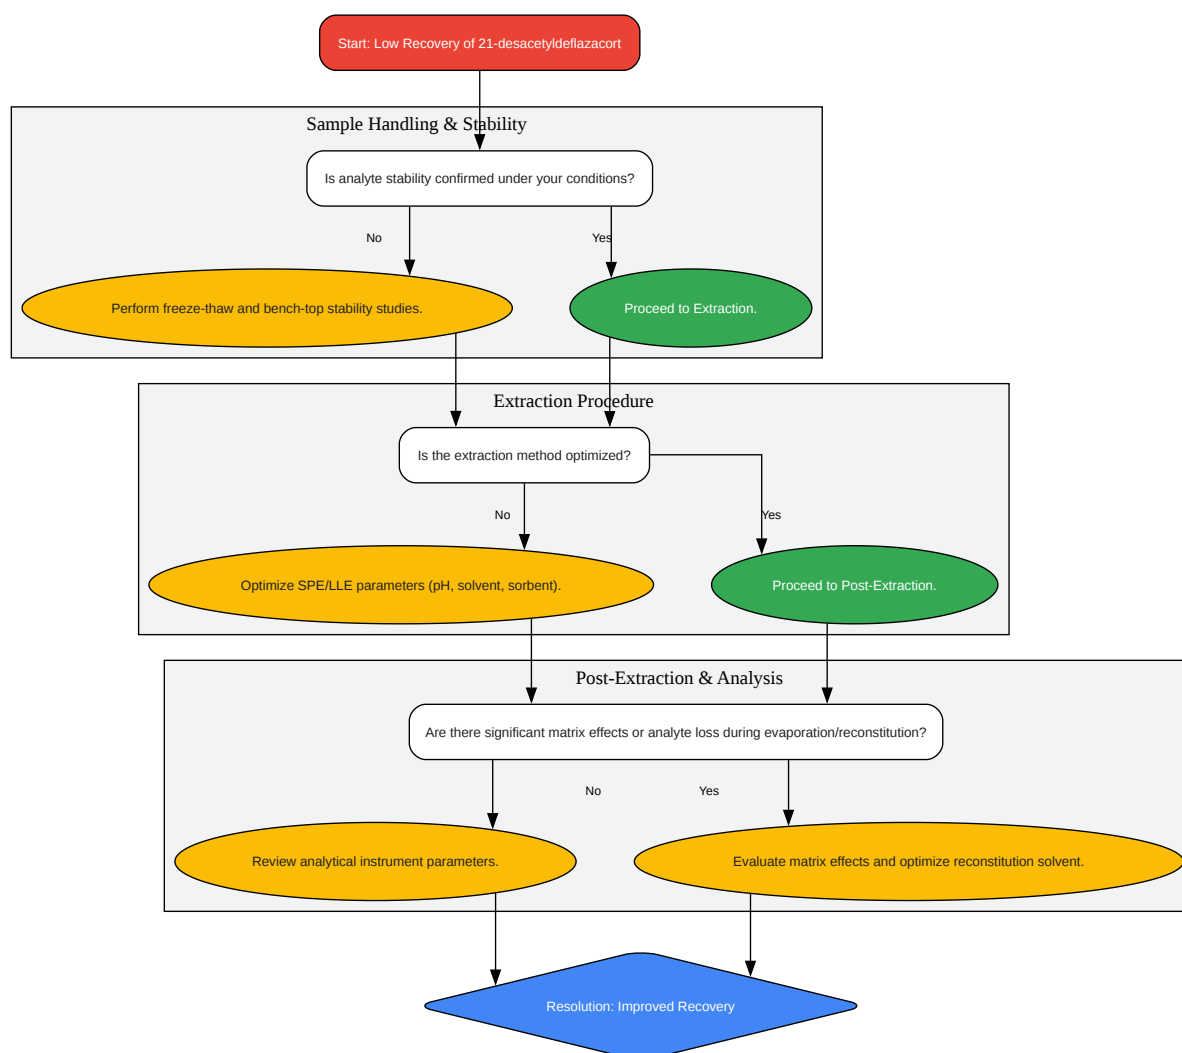 Start: Low Recovery of 21-desacetyldeflazacort
Sample Handling & Stability
Is analyte stability confirmed under your conditions?
No
Yes
Perform freeze-thaw and bench-top stability studies.
Proceed to Extraction.
Extraction Procedure
Is the extraction method optimized?
No
Yes
Optimize SPE/LLE parameters (pH, solvent, sorbent).
Proceed to Post-Extraction.
Post-Extraction & Analysis
Are there significant matrix effects or analyte loss during evaporation/reconstitution?
No
Yes
Review analytical instrument parameters.
Evaluate matrix effects and optimize reconstitution solvent.
Resolution: Improved Recovery